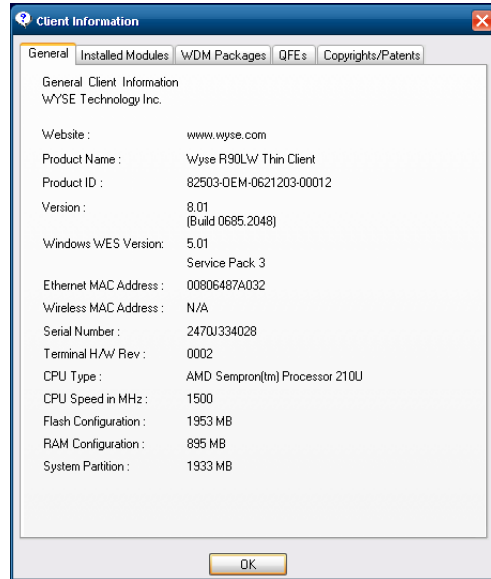 Client Information
General Installed Modules WDM Packages QFEs Copyrights/Patents
General Client Information
WYSE Technology Inc.
Website : www.wyse.com
Product Name : Wyse R90LW Thin Client
Product ID : 82503-OEM-0621203-00012
Version : 8.01
(Build 0685.2048)
Windows WES Version: 5.01
Service Pack 3
Ethernet MAC Address : 00806487A032
Wireless MAC Address : N/A
Serial Number : 2470J334028
Terminal H/W Rev : 0002
CPU Type : AMD Sempron(tm) Processor 210U
CPU Speed in MHz : 1500
Flash Configuration : 1953 MB
RAM Configuration : 895 MB
System Partition : 1933 MB
OK